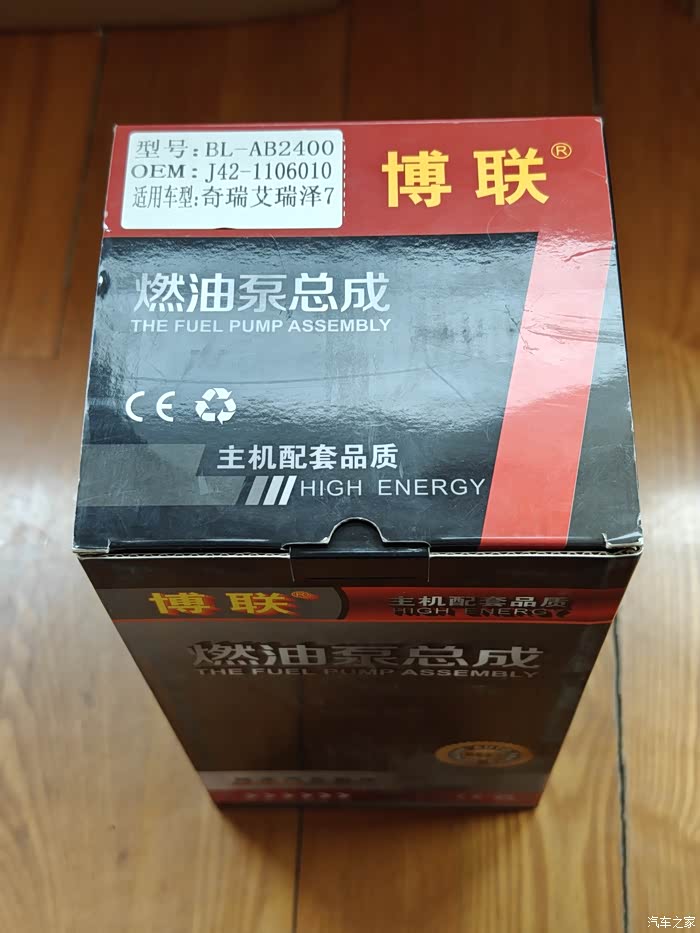 型号:BL-AB2400
OEM:J42-1106010
适用车型:奇瑞艾瑞泽7
博联®
燃油泵总成
THE FUEL PUMP ASSEMBLY
CE
主机配套品质
HIGH ENERGY
博联®
主机配套品质
HIGH ENERGY
燃油泵总成
THE FUEL PUMP ASSEMBLY
汽车之家